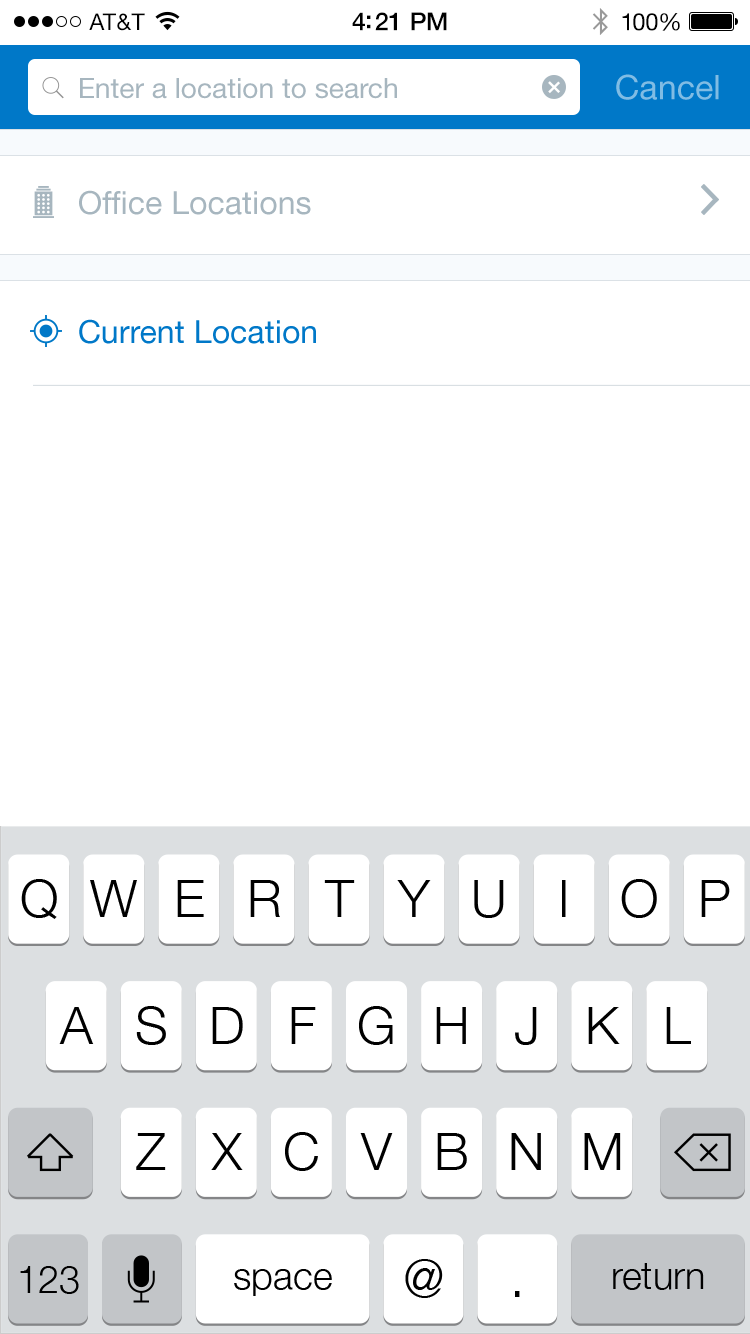 AT&T 4:21 PM 100%
Enter a location to search Cancel
Office Locations
Current Location
Q W E R T Y U I O P
A S D F G H J K L
Z X C V B N M
123 space @ . return